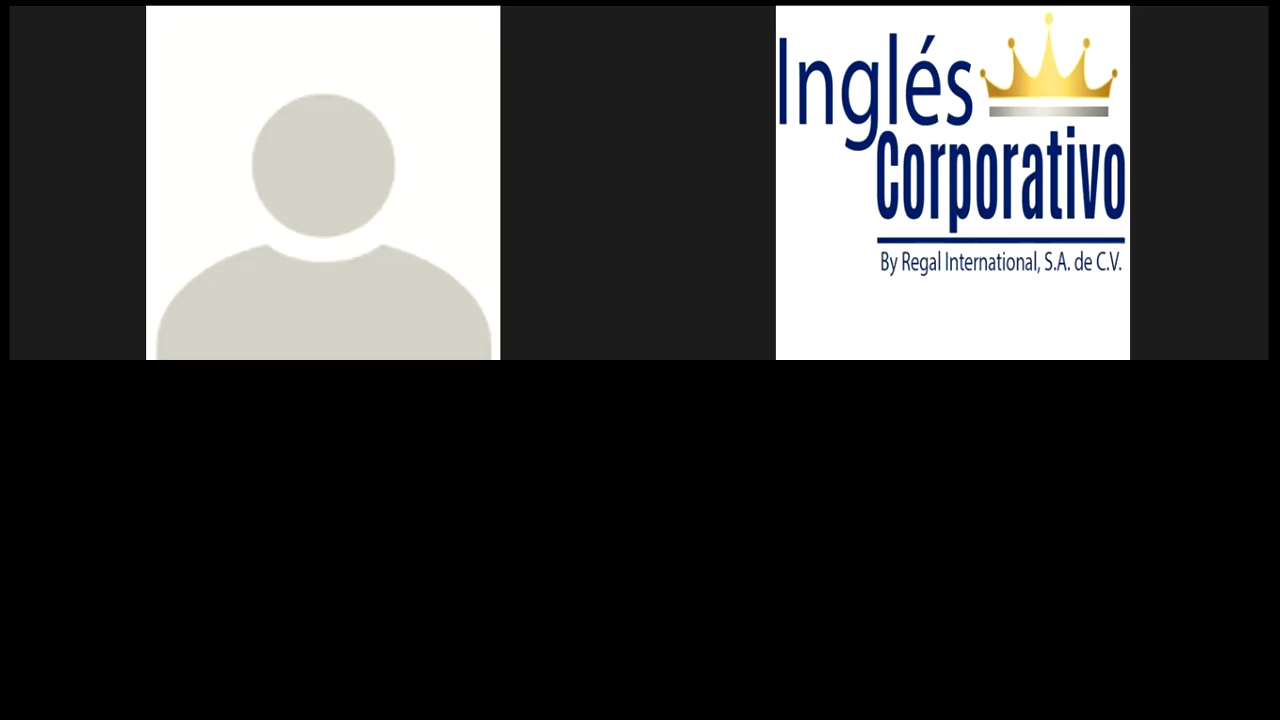 Inglés
Corporativo
By Regal International, S.A. de C.V.